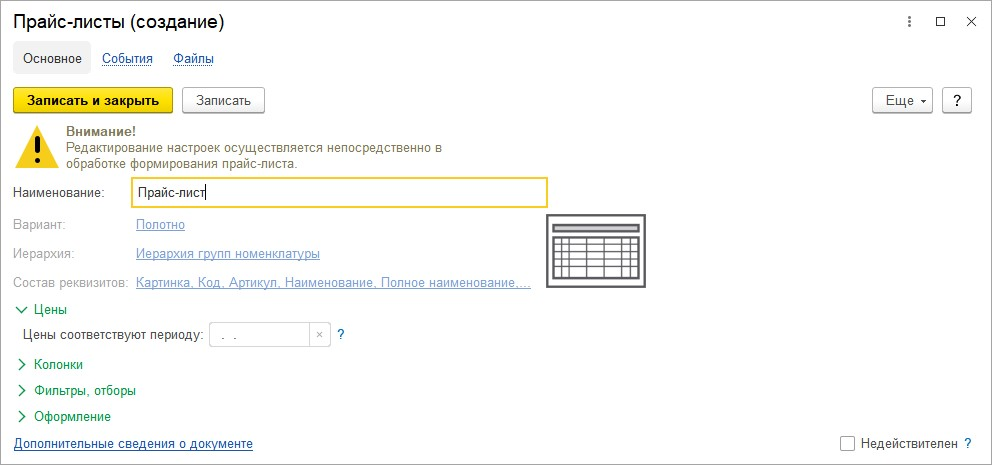 Прайс-листы (создание)
Основное События Файлы
Записать и закрыть Записать Еще ?
Внимание!
Редактирование настроек осуществляется непосредственно в
обработке формирования прайс-листа.
Наименование: Прайс-лист
Вариант: Полотно
Иерархия: Иерархия групп номенклатуры
Состав реквизитов: Картинка, Код, Артикул, Наименование, Полное наименование,...
Цены
Цены соответствуют периоду: . . × ?
Колонки
Фильтры, отборы
Оформление
Дополнительные сведения о документе Недействителен ?